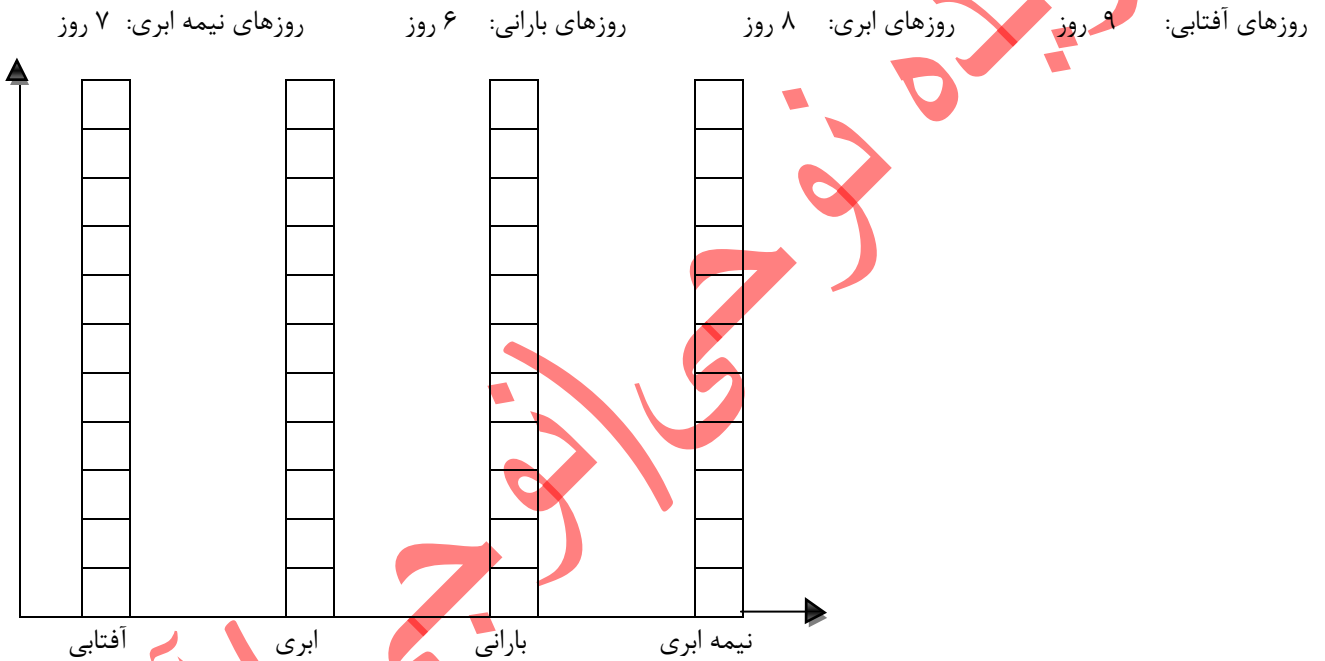 روزهای آفتابی: ۹ روز روزهای ابری: ۸ روز روزهای بارانی: ۶ روز روزهای نیمه ابری: ۷ روز
نیمه ابری بارانی ابری آفتابی